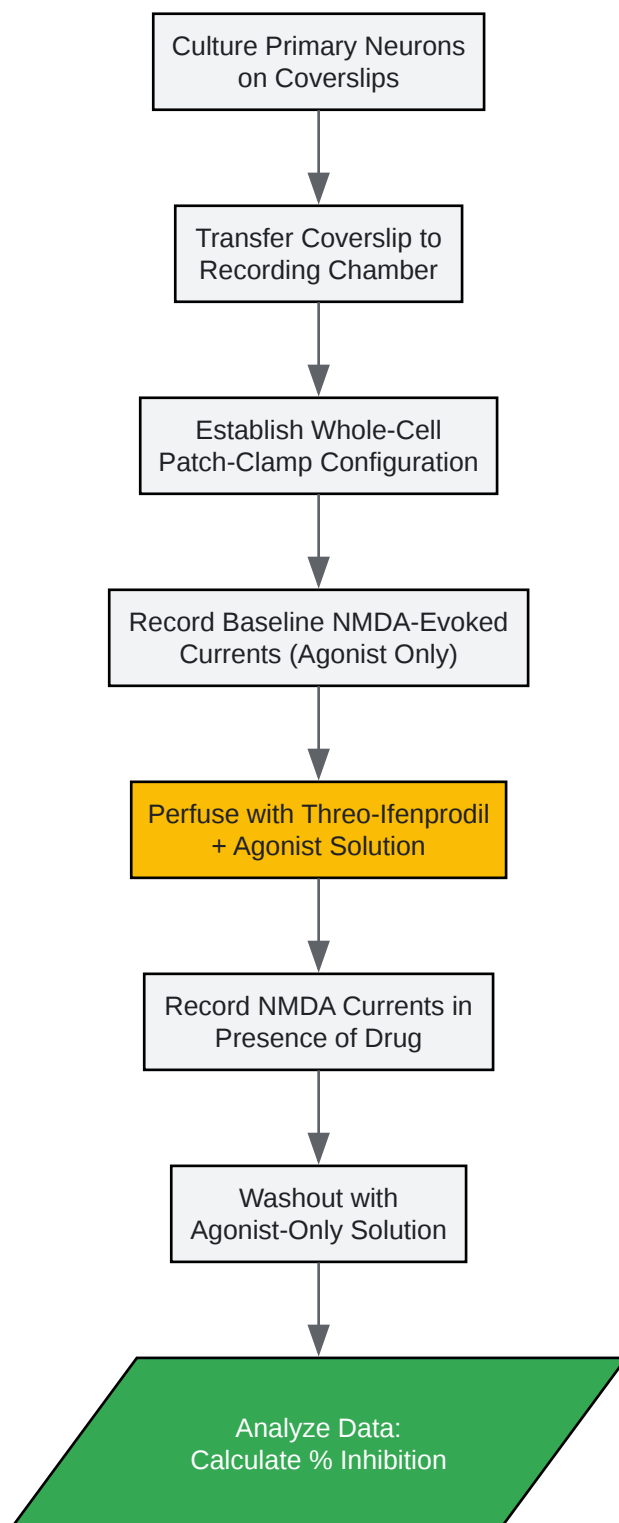 Culture Primary Neurons
on Coverslips
Transfer Coverslip to
Recording Chamber
Establish Whole-Cell
Patch-Clamp Configuration
Record Baseline NMDA-Evoked
Currents (Agonist Only)
Perfuse with Threo-Ifenprodil
+ Agonist Solution
Record NMDA Currents in
Presence of Drug
Washout with
Agonist-Only Solution
Analyze Data:
Calculate % Inhibition